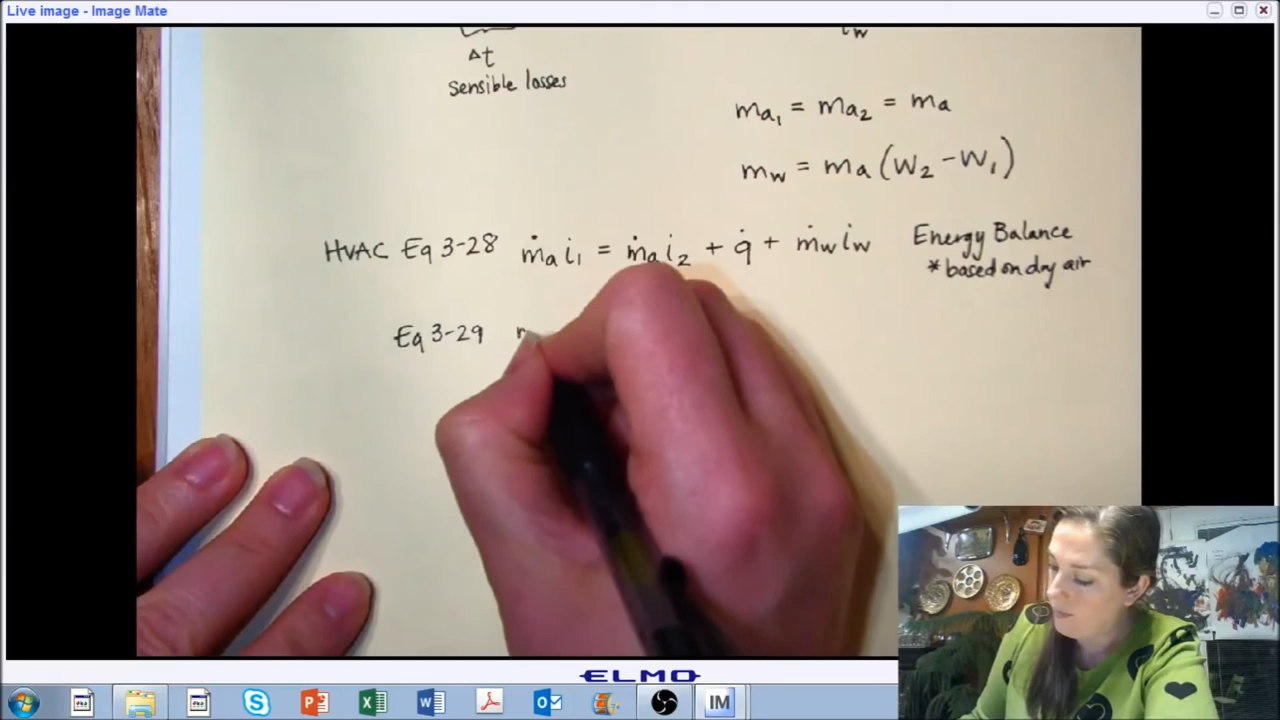 Live image - Image Mate
Δt
sensible losses
iw
ma₁ = ma₂ = ma
mw = ma (W₂ - W₁)
HVAC Eq 3-28 ṁa i₁ = ṁa i₂ + q̇ + ṁw iw
Energy Balance
* based on dry air
Eq 3-29
ELMO
IM